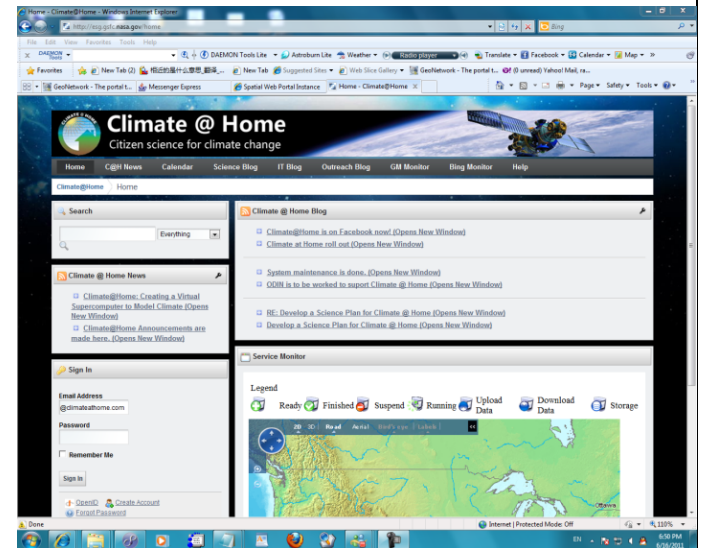 Home - Climate@Home - Windows Internet Explorer
http://esip.gsfc.nasa.gov/home
Bing
File Edit View Favorites Tools Help
DAEMON Tools
DAEMON Tools Lite Astroburn Lite Weather Radio player Translate Facebook Calendar Map »
Favorites New Tab (2) New Tab Suggested Sites Web Slice Gallery GeoNetwork - The portal t... (0 unread) Yahoo! Mail, ra...
GeoNetwork - The portal t... Messenger Express Spatial Web Portal Instance Home - Climate@Home Page Safety Tools
Climate @ Home
Citizen science for climate change
Home C@H News Calendar Science Blog IT Blog Outreach Blog GM Monitor Bing Monitor Help
Climate@Home Home
Search
Everything
Climate @ Home News
Climate@Home: Creating a Virtual
Supercomputer to Model Climate (Opens
New Window)
Climate@Home Announcements are
made here. (Opens New Window)
Sign In
Email Address
@climateathome.com
Password
Remember Me
Sign In
OpenID Create Account
Forgot Password
Climate @ Home Blog
Climate@Home is on Facebook now! (Opens New Window)
Climate at Home roll out (Opens New Window)
System maintenance is done. (Opens New Window)
ODIN is to be worked to suport Climate @ Home (Opens New Window)
RE: Develop a Science Plan for Climate @ Home (Opens New Window)
Develop a Science Plan for Climate @ Home (Opens New Window)
Service Monitor
Legend
Ready Finished Suspend Running Upload Data Download Data Storage
2D 3D Road Aerial Bird's eye Labels
Ottawa
Done
Internet | Protected Mode: Off
110%
EN
6:50 PM
6/16/2011